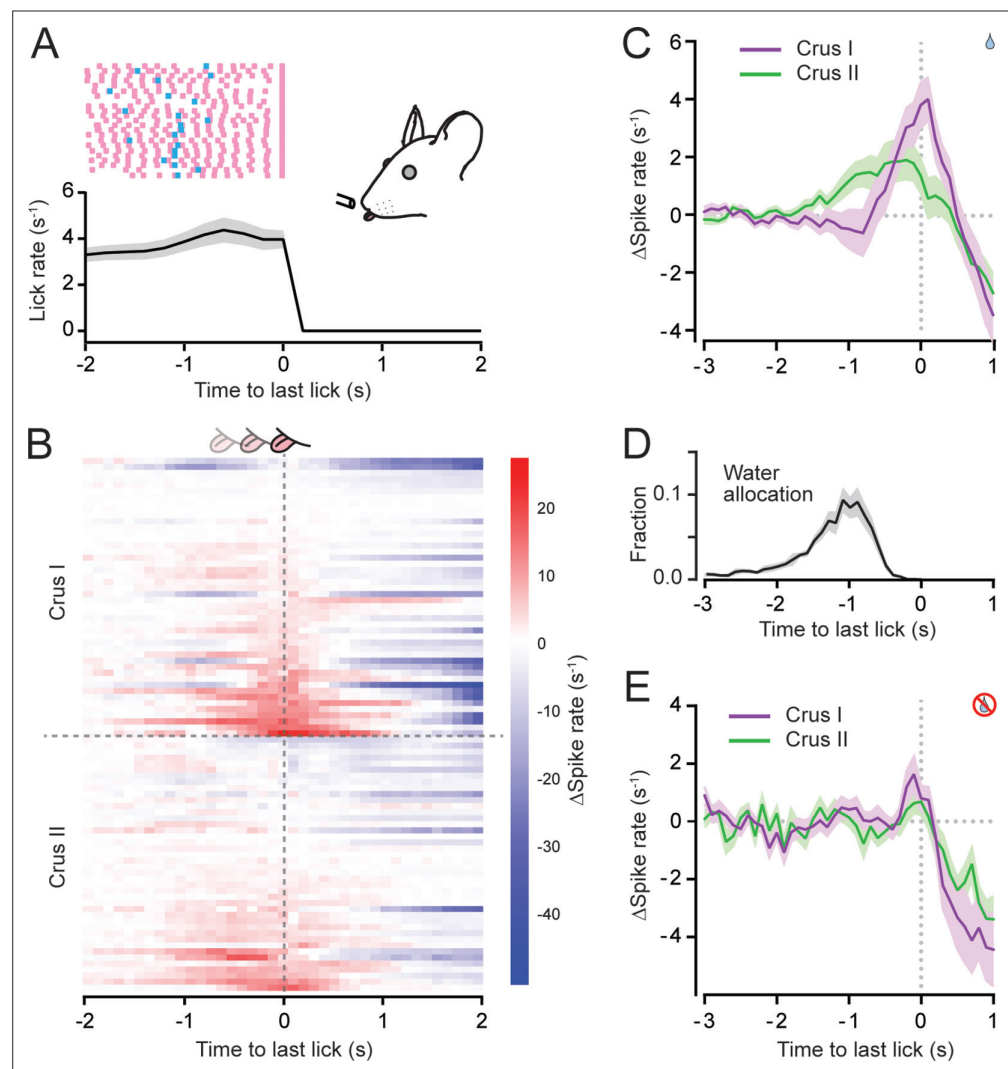 A
Lick rate (s⁻¹)
6
4
2
0
-2
-1
0
1
2
Time to last lick (s)
B
Crus I
Crus II
-2
-1
0
1
2
Time to last lick (s)
20
10
0
-10
-20
-30
-40
ΔSpike rate (s⁻¹)
C
Crus I
Crus II
ΔSpike rate (s⁻¹)
6
4
2
0
-2
-4
-3
-2
-1
0
1
Time to last lick (s)
D
Water
allocation
Fraction
0.1
0.0
-3
-2
-1
0
1
Time to last lick (s)
E
Crus I
Crus II
ΔSpike rate (s⁻¹)
4
2
0
-2
-4
-3
-2
-1
0
1
Time to last lick (s)